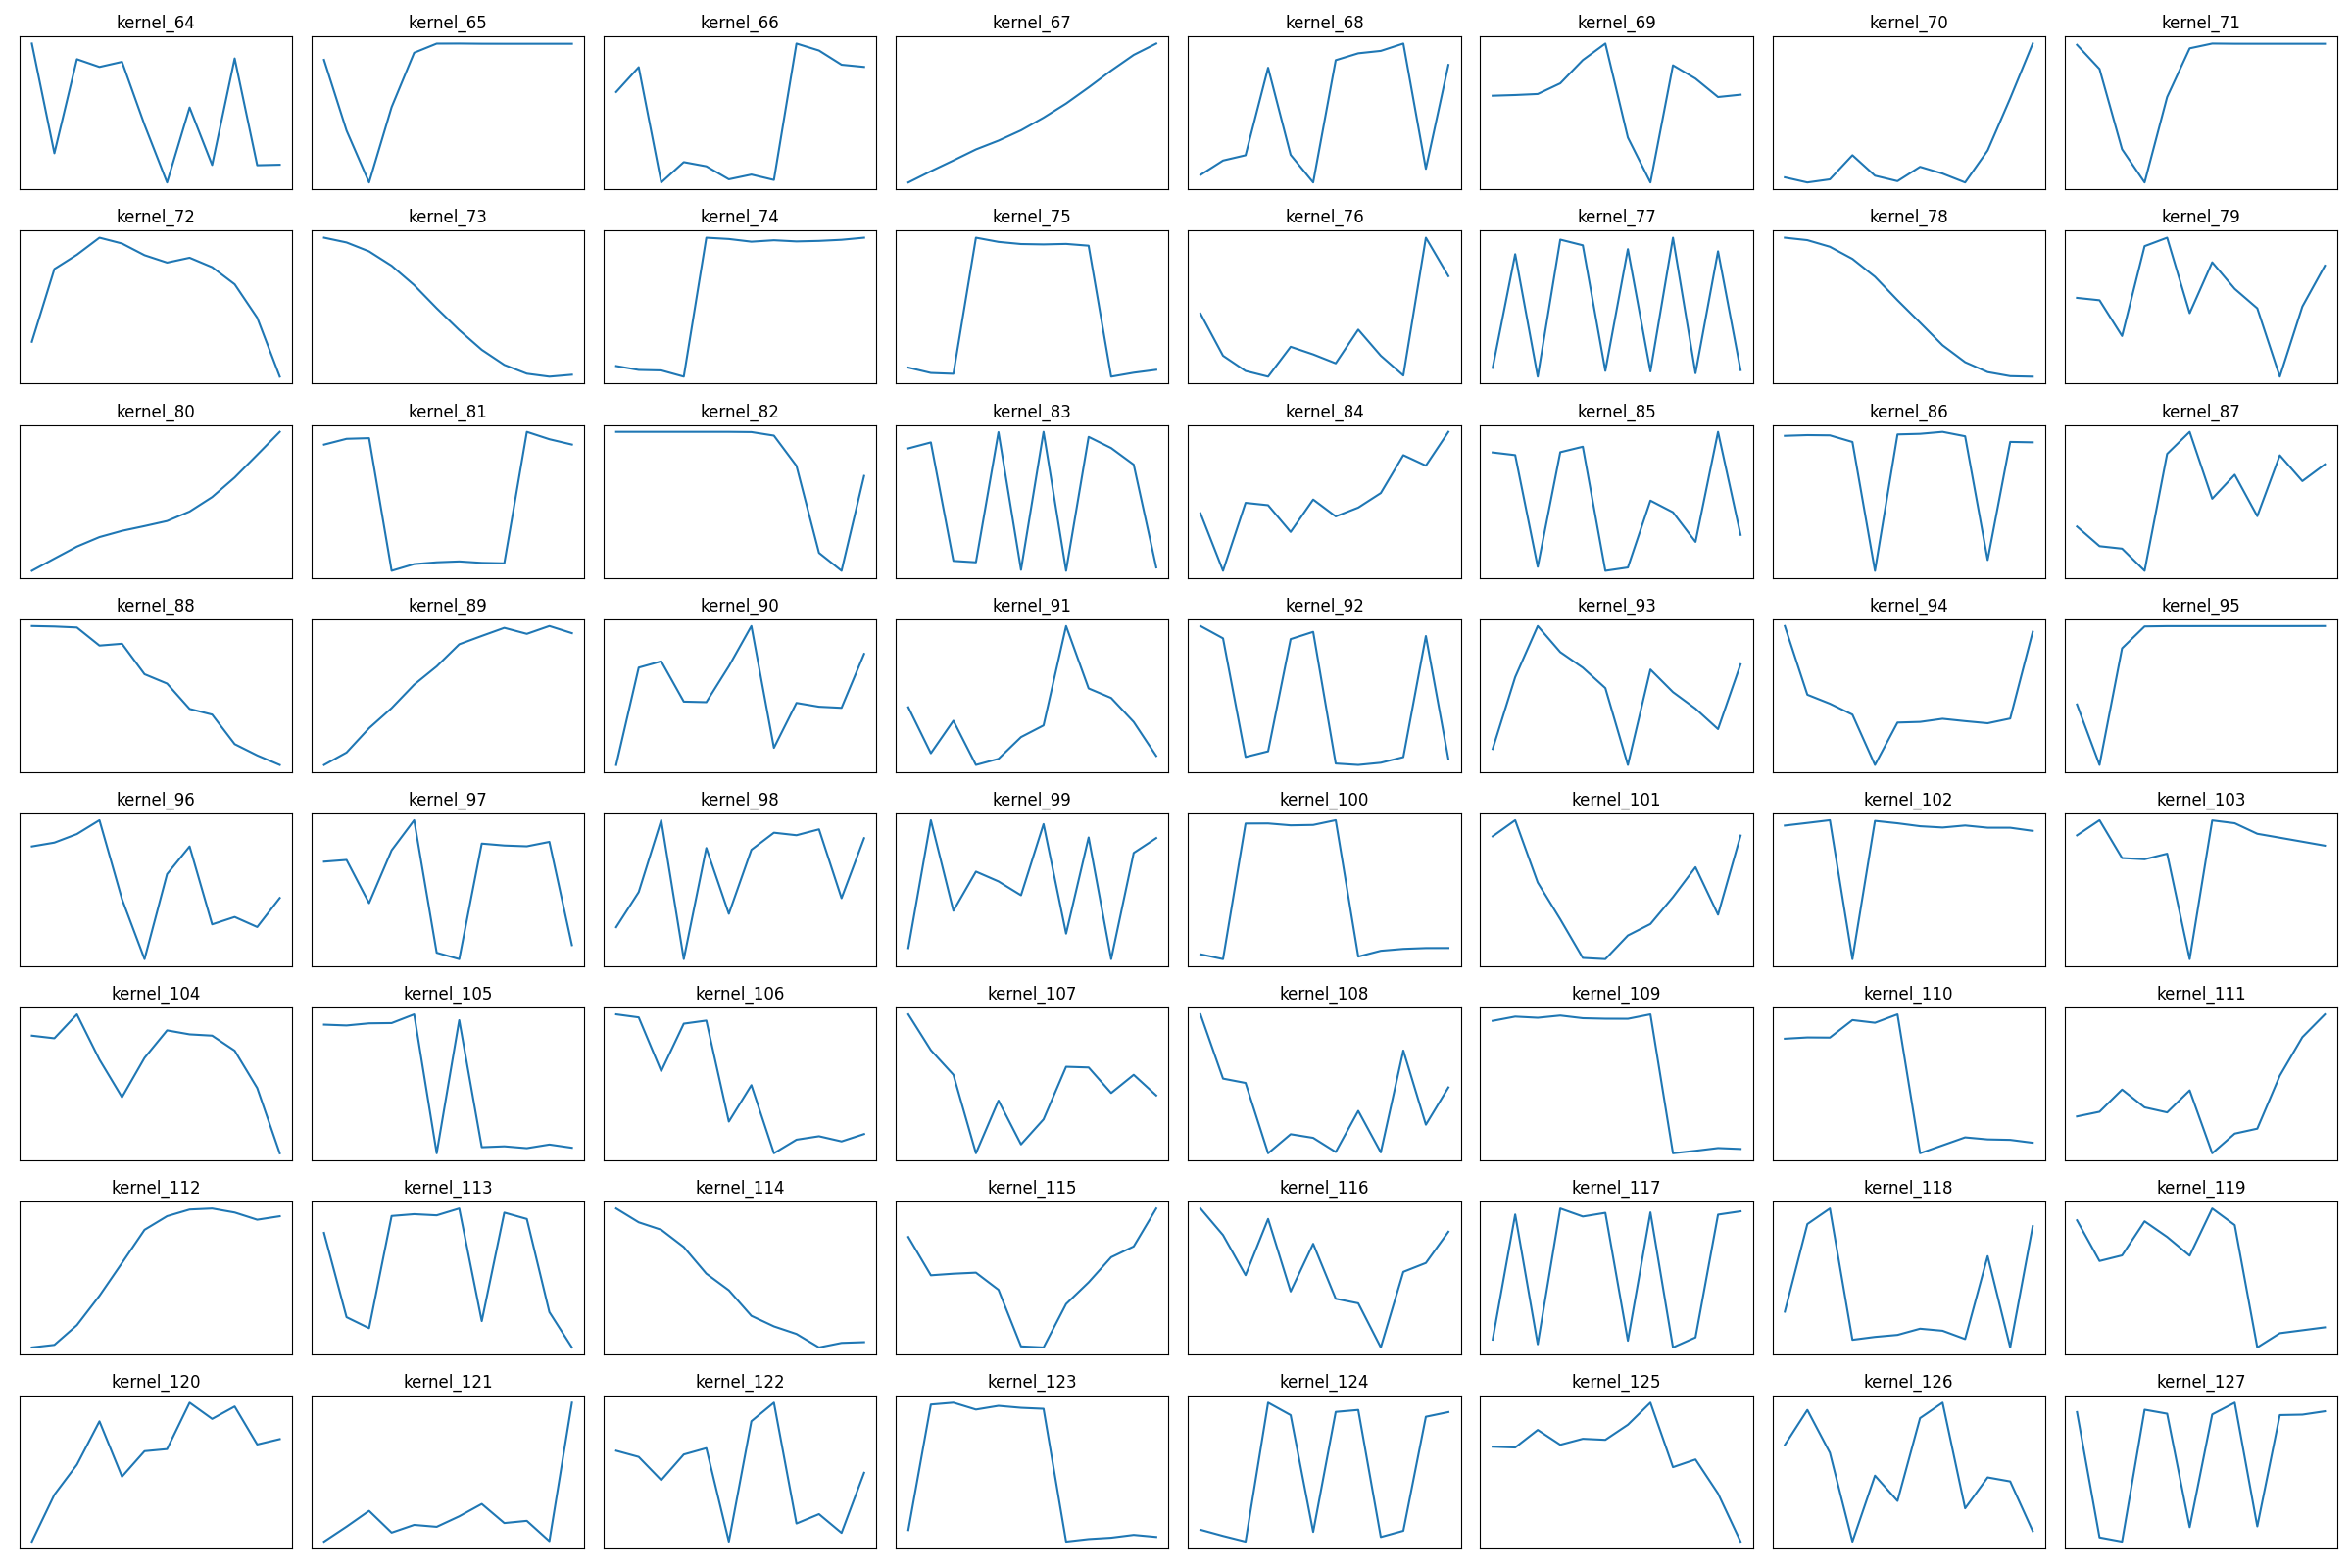 kernel_64 kernel_65 kernel_66 kernel_67 kernel_68 kernel_69 kernel_70 kernel_71
kernel_72 kernel_73 kernel_74 kernel_75 kernel_76 kernel_77 kernel_78 kernel_79
kernel_80 kernel_81 kernel_82 kernel_83 kernel_84 kernel_85 kernel_86 kernel_87
kernel_88 kernel_89 kernel_90 kernel_91 kernel_92 kernel_93 kernel_94 kernel_95
kernel_96 kernel_97 kernel_98 kernel_99 kernel_100 kernel_101 kernel_102 kernel_103
kernel_104 kernel_105 kernel_106 kernel_107 kernel_108 kernel_109 kernel_110 kernel_111
kernel_112 kernel_113 kernel_114 kernel_115 kernel_116 kernel_117 kernel_118 kernel_119
kernel_120 kernel_121 kernel_122 kernel_123 kernel_124 kernel_125 kernel_126 kernel_127